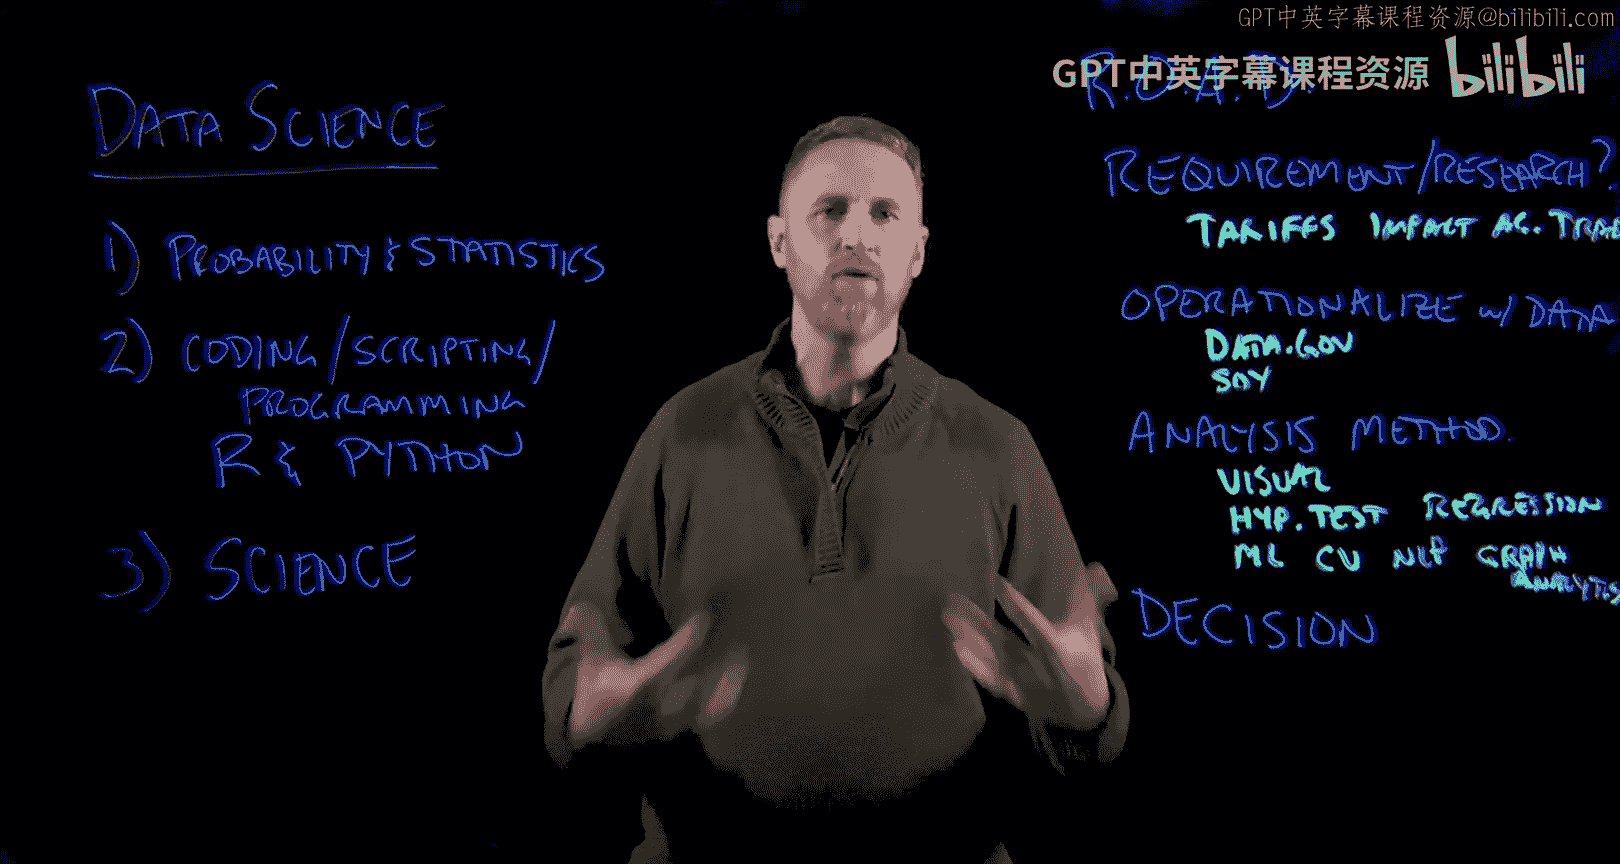 GPT中英字幕课程资源@bilibili.com
GPT中英字幕课程资源 bilibili
DATA SCIENCE
1) PROBABILITY & STATISTICS
2) CODING/SCRIPTING/
PROGRAMMING
R & PYTHON
3) SCIENCE
R.O.A.D.
REQUIREMENT/RESEARCH?
TARIFFS IMPACT AG. TRAD
OPERATIONALIZE w/ DATA
DATA.GOV
SOY
ANALYSIS METHOD.
VISUAL
HYP. TEST REGRESSION
ML CV NLP GRAPH
ANALYTICS
DECISION